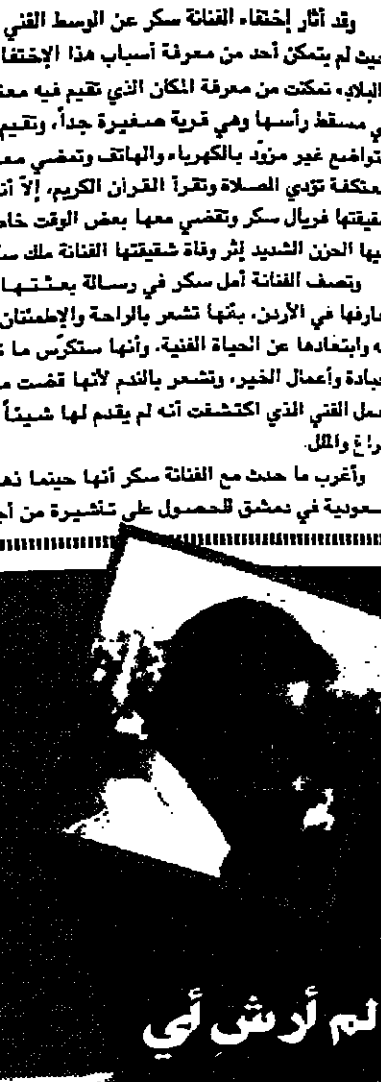 وقد أثار إختفاء الفنانة سكر عن الوسط الفني
حيث لم يتمكن أحد من معرفة أسباب هذا الإختفا
البلاد، تمكنت من معرفة المكان الذي تقيم فيه معت
ي مسقط رأسها وهي قرية صغيرة جداً، وتقيم
تواضع غير مزوّد بالكهرباء والهاتف وتمضي مع
معتكفة تؤدي الصلاة وتقرأ القرآن الكريم، إلاّ أن
شقيقتها فريال سكر وتقضي معها بعض الوقت خاص
يها الحزن الشديد إثر وفاة شقيقتها الفنانة ملك س
وتصف الفنانة أمل سكر في رسالة بعثتها
عارفها في الأردن، بأنها تشعر بالراحة والإطمئنان
ه وابتعادها عن الحياة الفنية، وأنها ستكرّس ما
عبادة وأعمال الخير، وتشعر بالندم لأنها قضت م
عمل الفني الذي اكتشفت أنه لم يقدم لها شيئاً
راغ والملل.
وأغرب ما حدث مع الفنانة سكر أنها حينما ذه
سعودية في دمشق للحصول على تأشيرة من أج
لم أرش أي